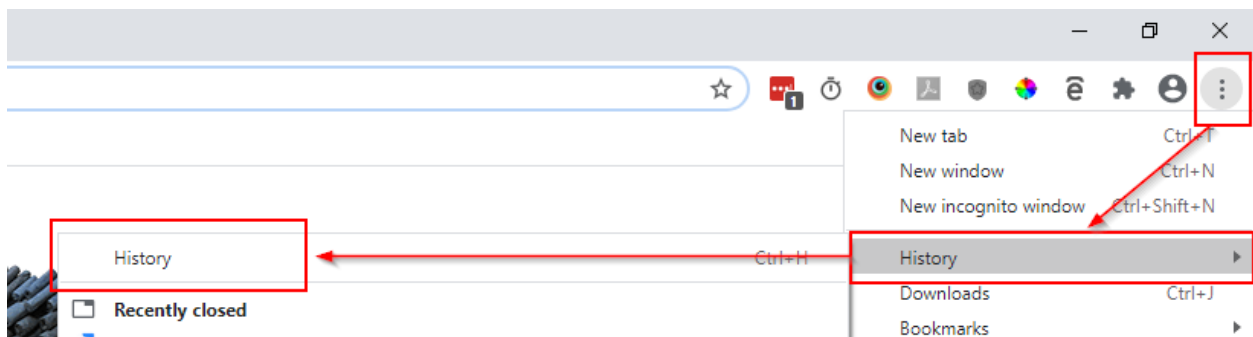 1
New tab Ctrl+T
New window Ctrl+N
New incognito window Ctrl+Shift+N
History
Downloads Ctrl+J
Bookmarks
History Ctrl+H
Recently closed